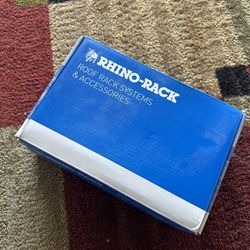 RHINO-RACK
ROOF RACK SYSTEMS
& ACCESSORIES